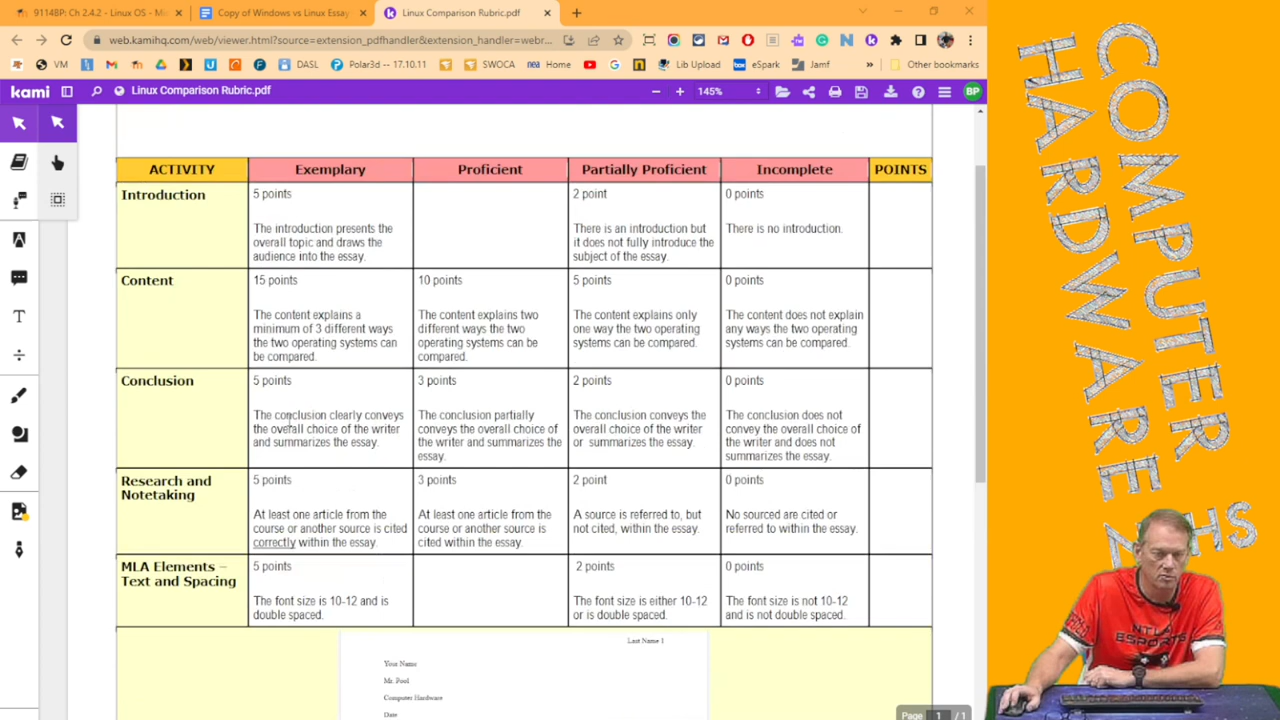 9114BP: Ch 2.4.2 - Linux OS - Mi
Copy of Windows vs Linux Essay
Linux Comparison Rubric.pdf
web.kamihq.com/web/viewer.html?source=extension_pdfhandler&extension_handler=webr...
VM
DASL
Polar3d -- 17.10.11
SWOCA
nea Home
Lib Upload
box eSpark
Jamf
»
Other bookmarks
kami
Linux Comparison Rubric.pdf
145%
BP
ACTIVITY Exemplary Proficient Partially Proficient Incomplete POINTS
Introduction
5 points
The introduction presents the
overall topic and draws the
audience into the essay.
2 point
There is an introduction but
it does not fully introduce the
subject of the essay.
0 points
There is no introduction.
Content
15 points
The content explains a
minimum of 3 different ways
the two operating systems can
be compared.
10 points
The content explains two
different ways the two
operating systems can be
compared.
5 points
The content explains only
one way the two operating
systems can be compared.
0 points
The content does not explain
any ways the two operating
systems can be compared.
Conclusion
5 points
The conclusion clearly conveys
the overall choice of the writer
and summarizes the essay.
3 points
The conclusion partially
conveys the overall choice of
the writer and summarizes the
essay.
2 points
The conclusion conveys the
overall choice of the writer
or summarizes the essay.
0 points
The conclusion does not
convey the overall choice of
the writer and does not
summarizes the essay.
Research and
Notetaking
5 points
At least one article from the
course or another source is cited
correctly within the essay.
3 points
At least one article from the
course or another source is
cited within the essay.
2 point
A source is referred to, but
not cited, within the essay.
0 points
No sourced are cited or
referred to within the essay.
MLA Elements –
Text and Spacing
5 points
The font size is 10-12 and is
double spaced.
2 points
The font size is either 10-12
or is double spaced.
0 points
The font size is not 10-12
and is not double spaced.
Last Name 1
Your Name
Mr. Pool
Computer Hardware
Date
Page 1 / 1
COMPUTER
HARDWARE